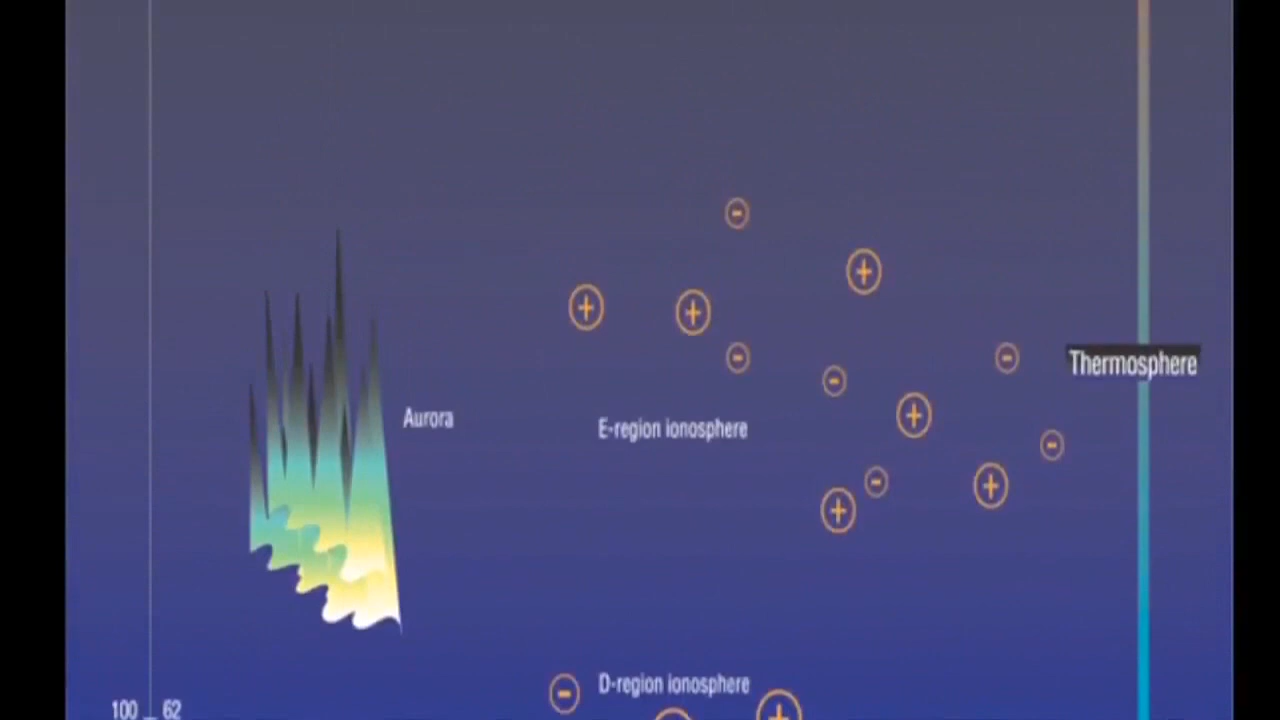 Thermosphere
Aurora
E-region ionosphere
D-region ionosphere
100 62